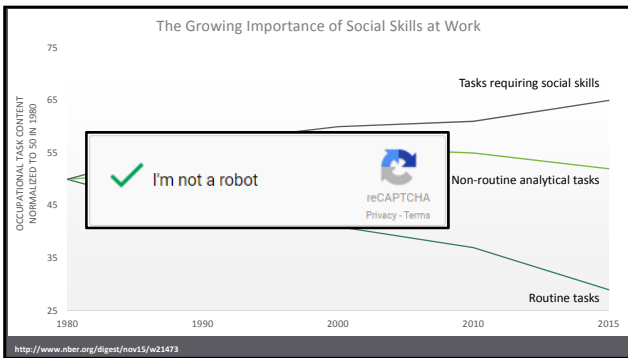 The Growing Importance of Social Skills at Work
75
65
55
45
35
25
OCCUPATIONAL TASK CONTENT
NORMALIZED TO 50 IN 1980
Tasks requiring social skills
Non-routine analytical tasks
Routine tasks
I'm not a robot
reCAPTCHA
Privacy - Terms
1980
1990
2000
2010
2015
http://www.nber.org/digest/nov15/w21473